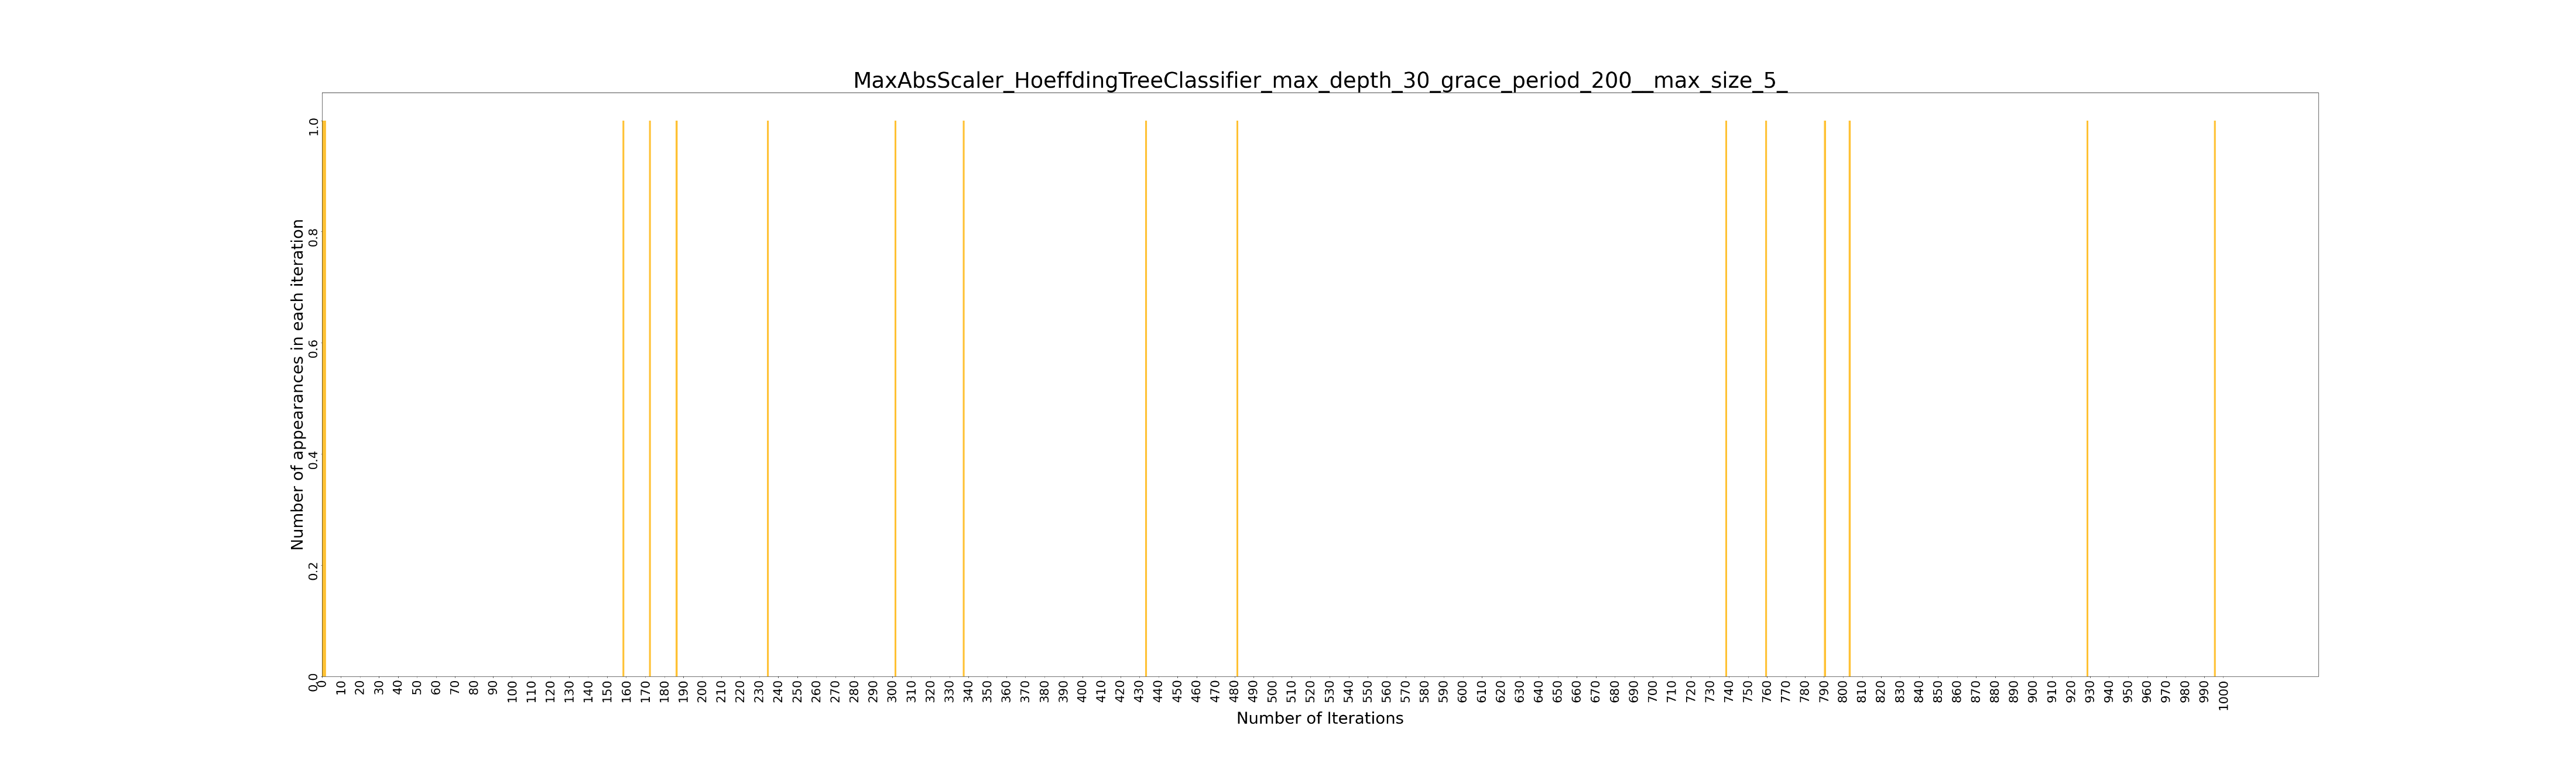 MaxAbsScaler_HoeffdingTreeClassifier_max_depth_30_grace_period_200__max_size_5_
Number of appearances in each iteration
1.0
0.8
0.6
0.4
0.2
0.0
0 10 20 30 40 50 60 70 80 90 100 110 120 130 140 150 160 170 180 190 200 210 220 230 240 250 260 270 280 290 300 310 320 330 340 350 360 370 380 390 400 410 420 430 440 450 460 470 480 490 500 510 520 530 540 550 560 570 580 590 600 610 620 630 640 650 660 670 680 690 700 710 720 730 740 750 760 770 780 790 800 810 820 830 840 850 860 870 880 890 900 910 920 930 940 950 960 970 980 990 1000
Number of Iterations